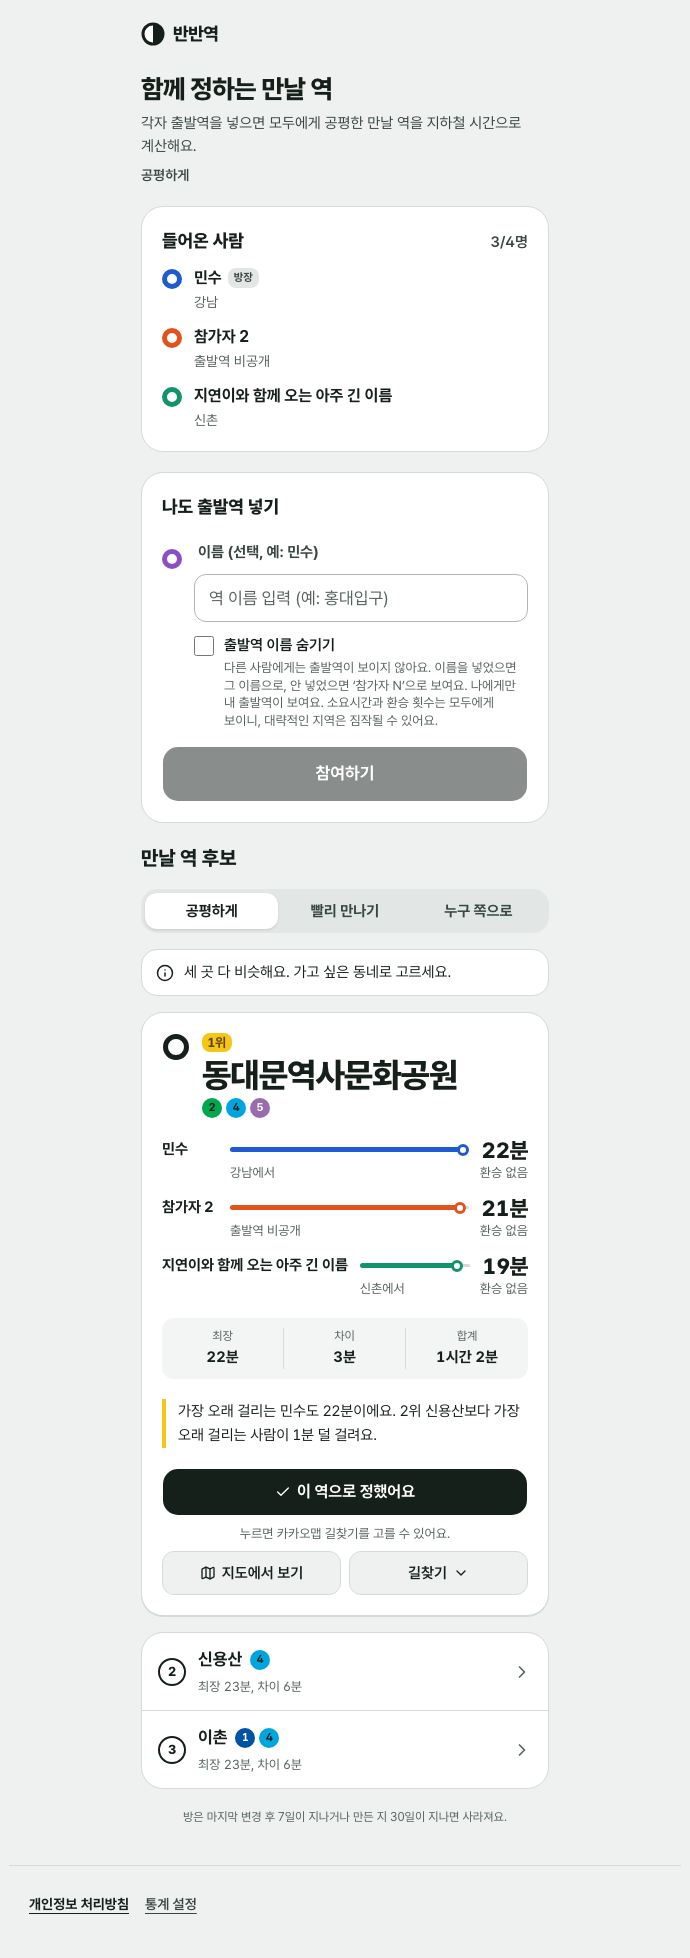 반반역
함께 정하는 만날 역
각자 출발역을 넣으면 모두에게 공평한 만날 역을 지하철 시간으로
계산해요.
공평하게
들어온 사람
3/4명
민수 방장
강남
참가자 2
출발역 비공개
지연이와 함께 오는 아주 긴 이름
신촌
나도 출발역 넣기
이름 (선택, 예: 민수)
역 이름 입력 (예: 홍대입구)
출발역 이름 숨기기
다른 사람에게는 출발역이 보이지 않아요. 이름을 넣었으면
그 이름으로, 안 넣었으면 ‘참가자 N’으로 보여요. 나에게만
내 출발역이 보여요. 소요시간과 환승 횟수는 모두에게
보이니, 대략적인 지역은 짐작될 수 있어요.
참여하기
만날 역 후보
공평하게 빨리 만나기 누구 쪽으로
세 곳 다 비슷해요. 가고 싶은 동네로 고르세요.
1위
동대문역사문화공원
2 4 5
민수 22분
강남에서 환승 없음
참가자 2 21분
출발역 비공개 환승 없음
지연이와 함께 오는 아주 긴 이름 19분
신촌에서 환승 없음
최장 차이 합계
22분 3분 1시간 2분
가장 오래 걸리는 민수도 22분이에요. 2위 신용산보다 가장
오래 걸리는 사람이 1분 덜 걸려요.
이 역으로 정했어요
누르면 카카오맵 길찾기를 고를 수 있어요.
지도에서 보기 길찾기
2 신용산 4
최장 23분, 차이 6분
3 이촌 1 4
최장 23분, 차이 6분
방은 마지막 변경 후 7일이 지나거나 만든 지 30일이 지나면 사라져요.
개인정보 처리방침 통계 설정